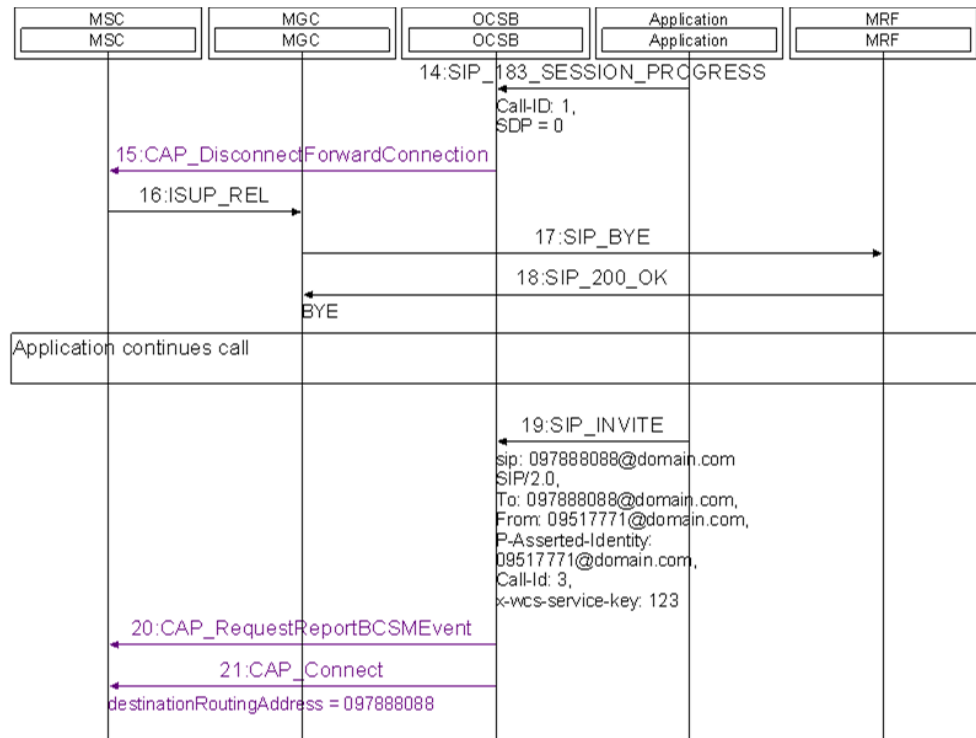 MSC MGC OCSB Application MRF
MSC MGC OCSB Application MRF
14:SIP_183_SESSION_PROGRESS
Call-ID: 1,
SDP = 0
15:CAP_DisconnectForwardConnection
16:ISUP_REL
17:SIP_BYE
18:SIP_200_OK
BYE
Application continues call
19:SIP_INVITE
sip: 097888088@domain.com
SIP/2.0,
To: 097888088@domain.com,
From: 09517771@domain.com,
P-Asserted-Identity:
09517771@domain.com,
Call-Id: 3,
x-wcs-service-key: 123
20:CAP_RequestReportBCSMEvent
21:CAP_Connect
destinationRoutingAddress = 097888088